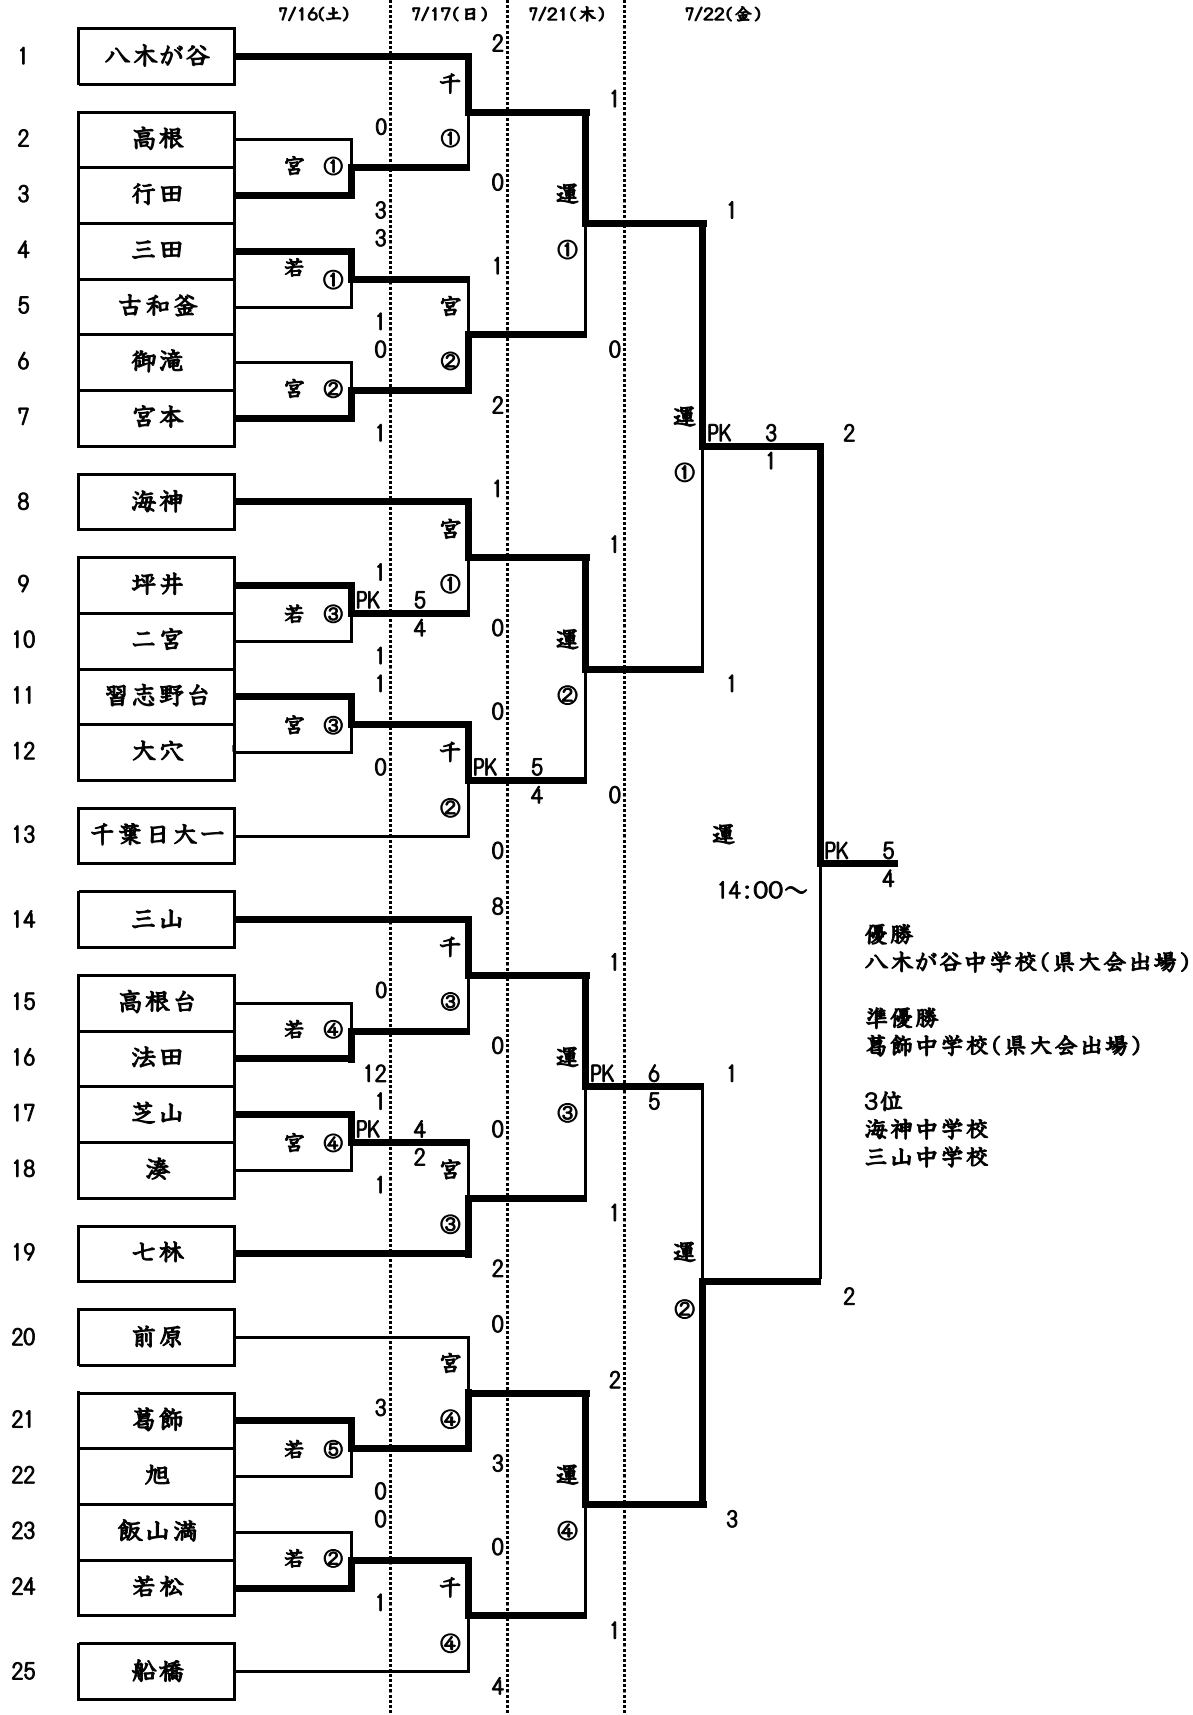 7/16(土) 7/17(日) 7/21(木) 7/22(金)
2
1 八木が谷
千
1
0
2 高根 ①
宮 ①
3 行田 0 運
3 1
3
4 三田 1 ①
若 ①
5 古和釜 宮
1
0 0
6 御滝 ②
宮 ②
7 宮本 2 運
1 PK 3 2
1
①
8 海神 1
宮
1
1
9 坪井 ①
PK 5
若 ③
4 0
10 二宮 運
1
1 1
11 習志野台 0 ②
宮 ③
12 大穴 千
0 PK 5
4 0
②
13 千葉日大一 運
0 PK 5
4
14:00～
8
14 三山 優勝
千
八木が谷中学校(県大会出場)
1
0
15 高根台 ③
準優勝
若 ④
0 葛飾中学校(県大会出場)
16 法田 運
12 PK 6 1
1 5 3位
17 芝山 ③
PK 4 0 海神中学校
宮 ④
2 三山中学校
18 湊 宮
1
1
③
19 七林 運
2
2
②
0
20 前原
宮
2
3
21 葛飾 ④
若 ⑤
3
22 旭 運
0
0 3
23 飯山満 ④
0
若 ②
24 若松 千
1
1
④
25 船橋
4